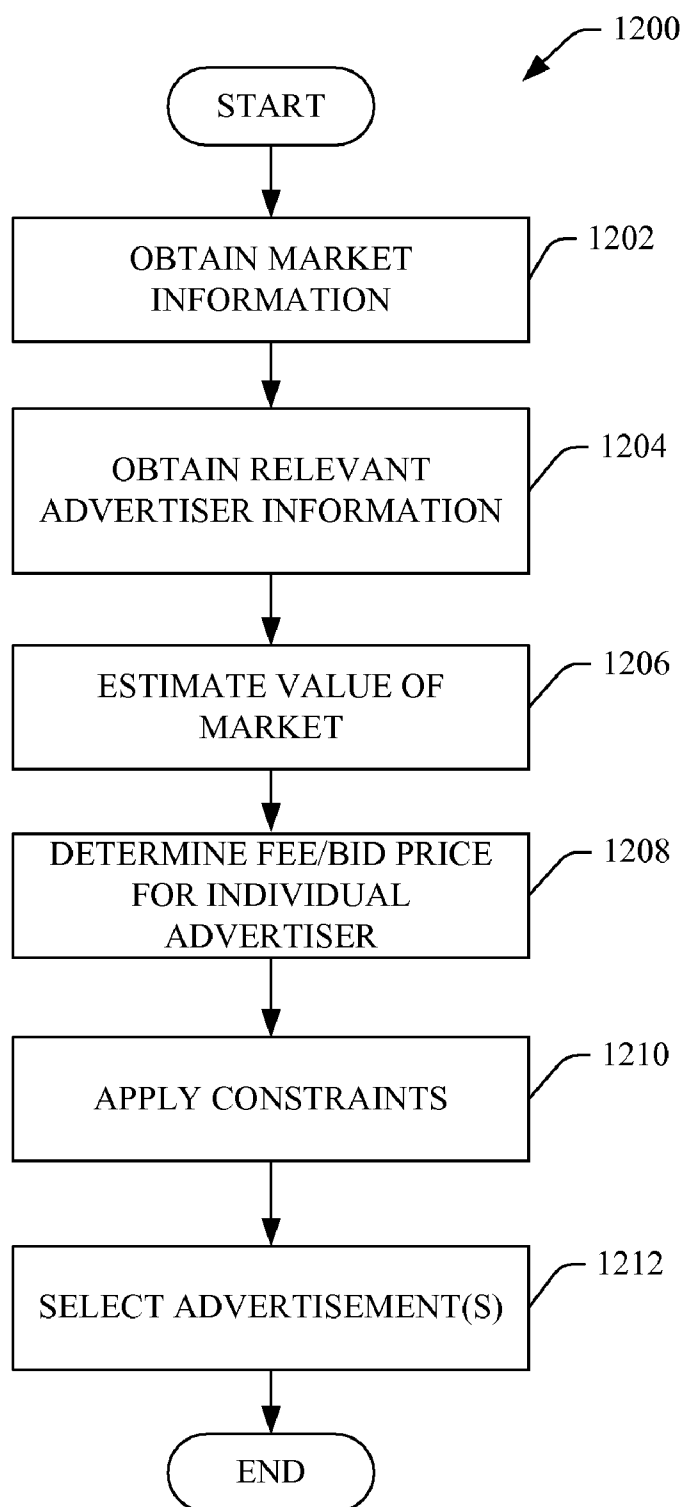 1200
START
OBTAIN MARKET
INFORMATION
1202
OBTAIN RELEVANT
ADVERTISER INFORMATION
1204
ESTIMATE VALUE OF
MARKET
1206
DETERMINE FEE/BID PRICE
FOR INDIVIDUAL
ADVERTISER
1208
APPLY CONSTRAINTS
1210
SELECT ADVERTISEMENT(S)
1212
END